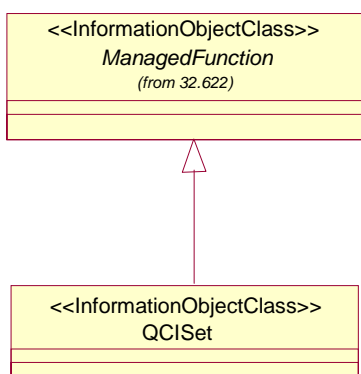 <<InformationObjectClass>>
ManagedFunction
(from 32.622)
<<InformationObjectClass>>
QCISet